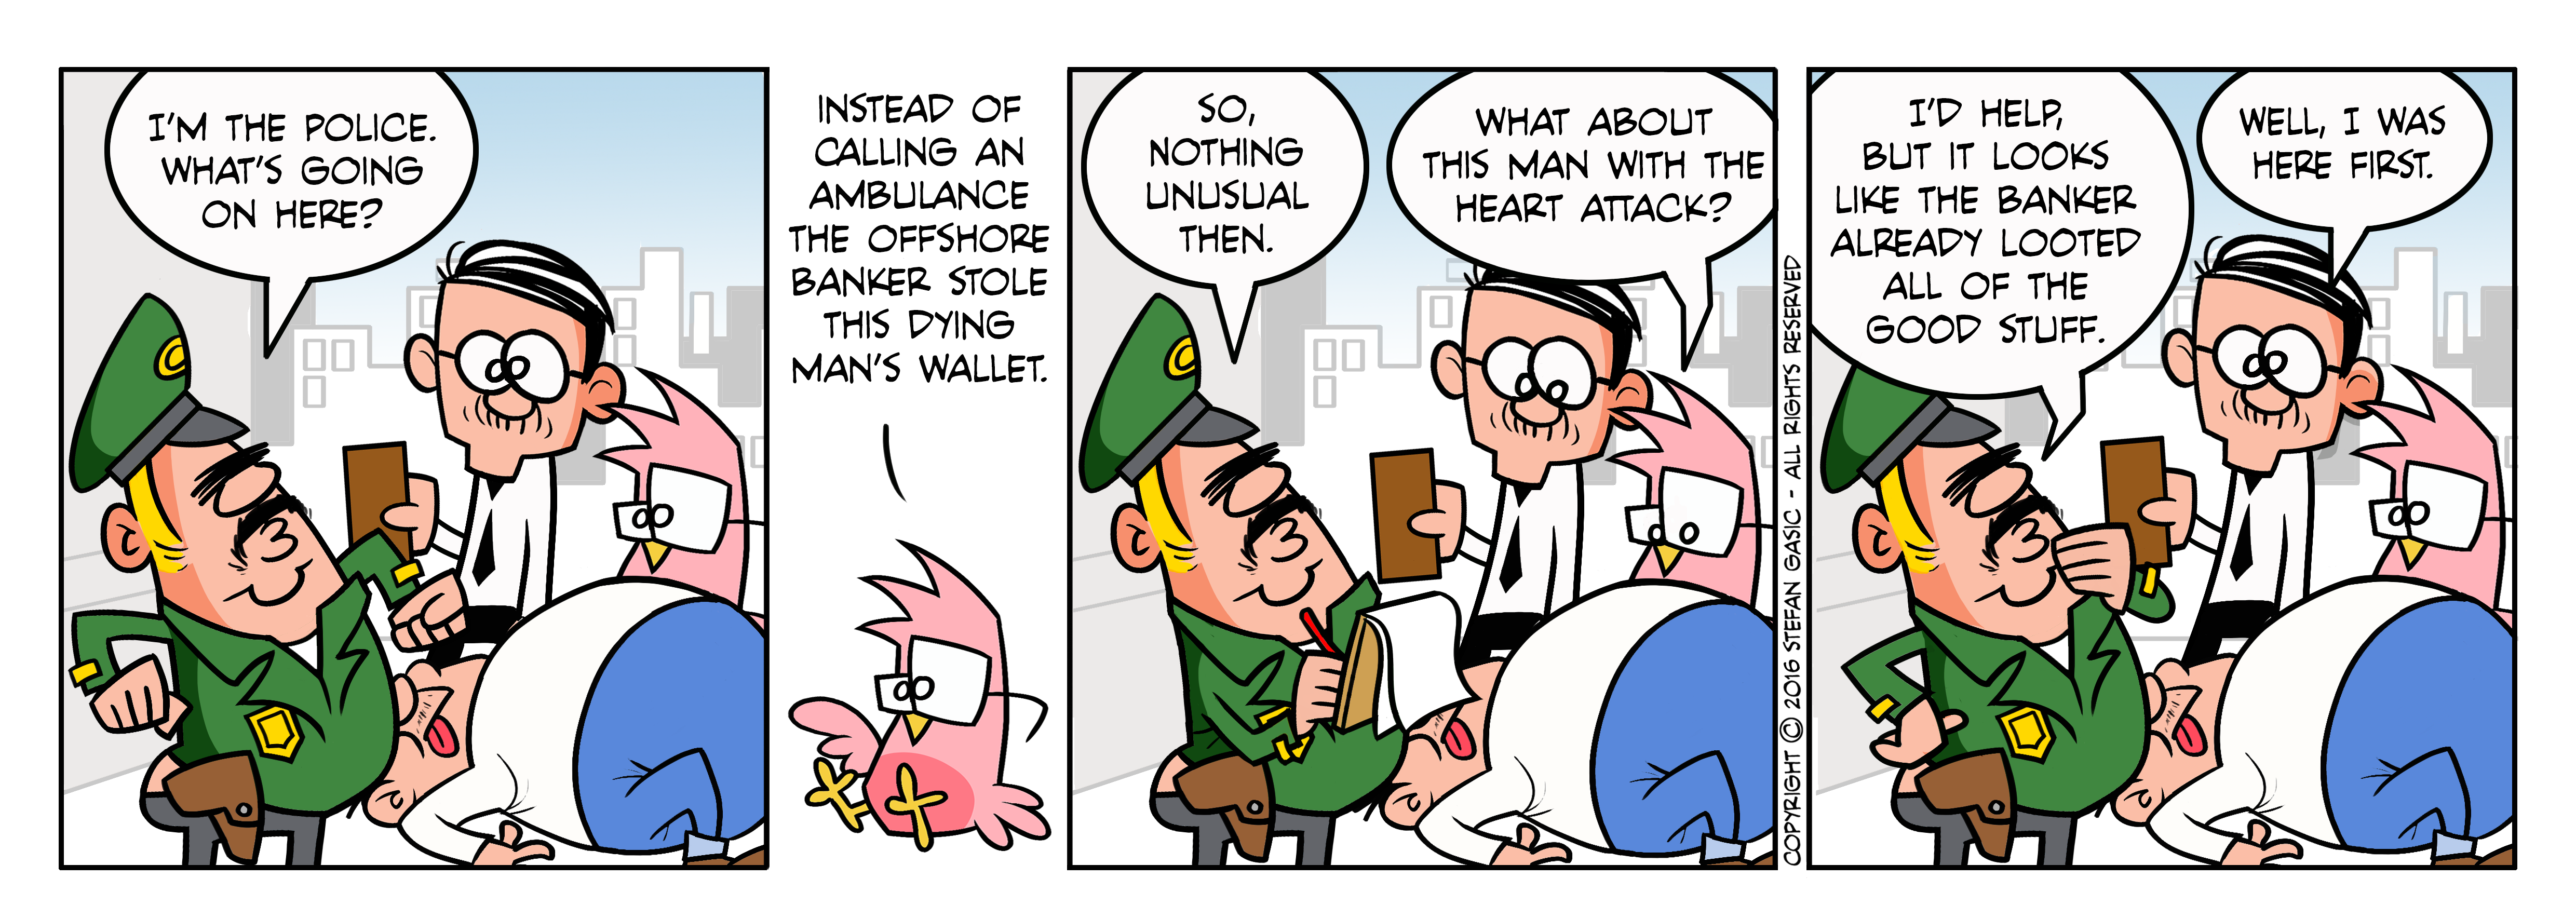 I'M THE POLICE.
WHAT'S GOING
ON HERE?
INSTEAD OF
CALLING AN
AMBULANCE
THE OFFSHORE
BANKER STOLE
THIS DYING
MAN'S WALLET.
SO,
NOTHING
UNUSUAL
THEN.
WHAT ABOUT
THIS MAN WITH THE
HEART ATTACK?
COPYRIGHT © 2016 STEFAN GASIC - ALL RIGHTS RESERVED
I'D HELP,
BUT IT LOOKS
LIKE THE BANKER
ALREADY LOOTED
ALL OF THE
GOOD STUFF.
WELL, I WAS
HERE FIRST.